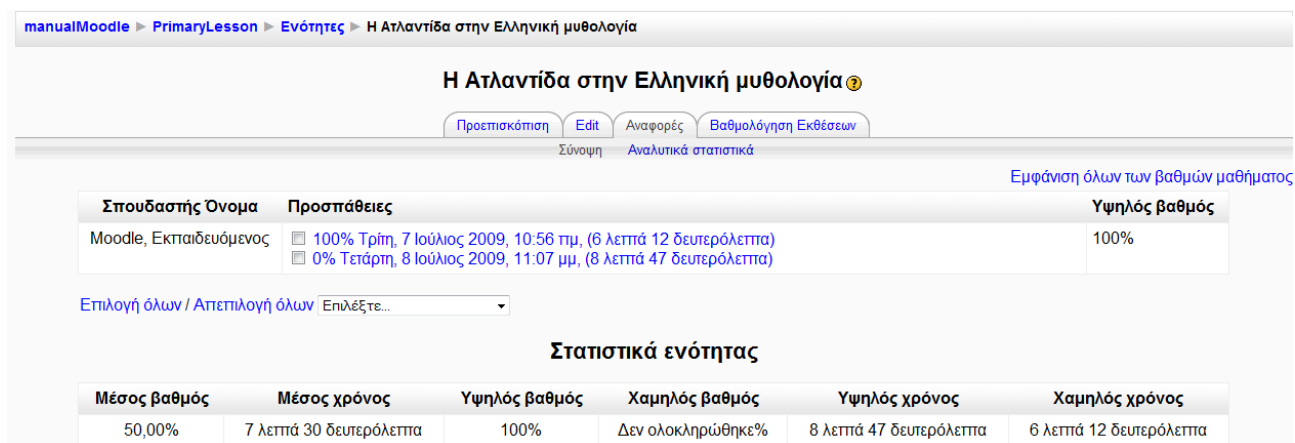 manualMoodle ► PrimaryLesson ► Ενότητες ► Η Ατλαντίδα στην Ελληνική μυθολογία
Η Ατλαντίδα στην Ελληνική μυθολογία ?
Προεπισκόπιση Edit Αναφορές Βαθμολόγηση Εκθέσεων
Σύνοψη Αναλυτικά στατιστικά
Εμφάνιση όλων των βαθμών μαθήματος
Σπουδαστής Όνομα Προσπάθειες Υψηλός βαθμός
Moodle, Εκπαιδευόμενος 100% Τρίτη, 7 Ιούλιος 2009, 10:56 πμ, (6 λεπτά 12 δευτερόλεπτα) 100%
0% Τετάρτη, 8 Ιούλιος 2009, 11:07 μμ, (8 λεπτά 47 δευτερόλεπτα)
Επιλογή όλων / Απεπιλογή όλων Επιλέξτε...
Στατιστικά ενότητας
Μέσος βαθμός Μέσος χρόνος Υψηλός βαθμός Χαμηλός βαθμός Υψηλός χρόνος Χαμηλός χρόνος
50,00% 7 λεπτά 30 δευτερόλεπτα 100% Δεν ολοκληρώθηκε% 8 λεπτά 47 δευτερόλεπτα 6 λεπτά 12 δευτερόλεπτα